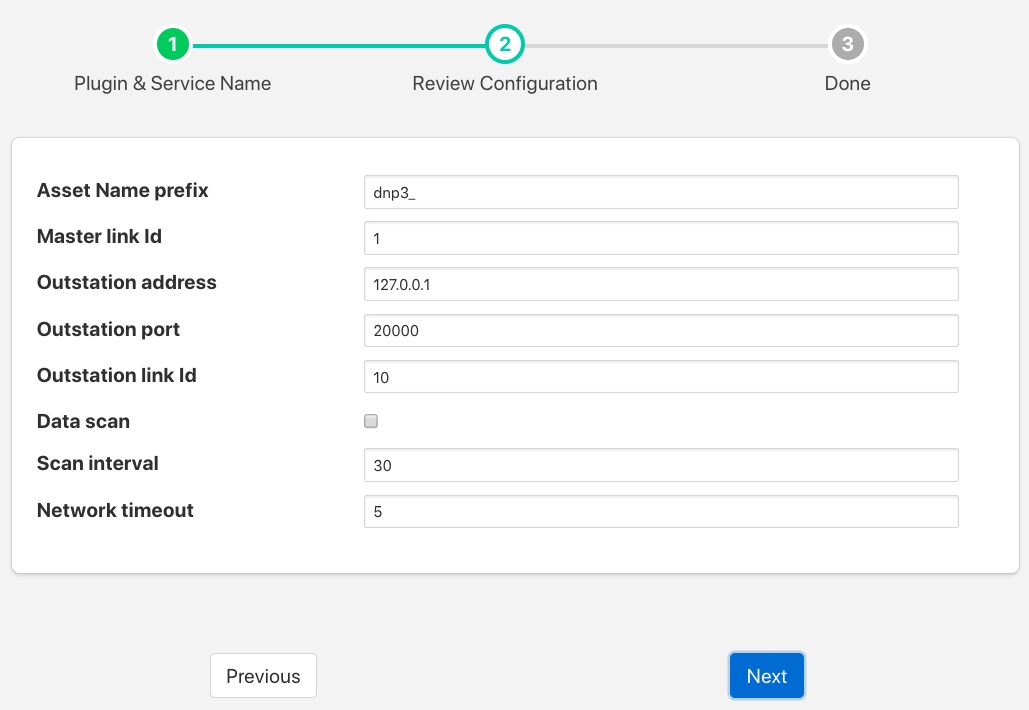 1 2 3
Plugin & Service Name Review Configuration Done
Asset Name prefix dnp3_
Master link Id 1
Outstation address 127.0.0.1
Outstation port 20000
Outstation link Id 10
Data scan
Scan interval 30
Network timeout 5
Previous Next